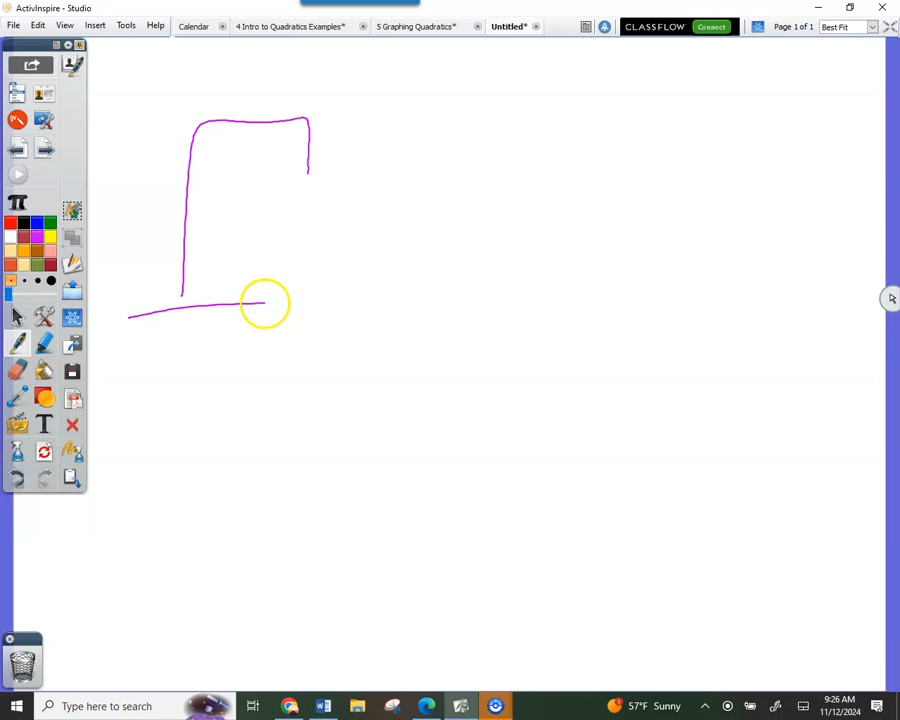 ActivInspire - Studio
File Edit View Insert Tools Help Calendar 4 Intro to Quadratics Examples* 5 Graphing Quadratics* Untitled* CLASSFLOW Connect Page 1 of 1 Best Fit
T
Type here to search
57°F Sunny
9:26 AM
11/12/2024